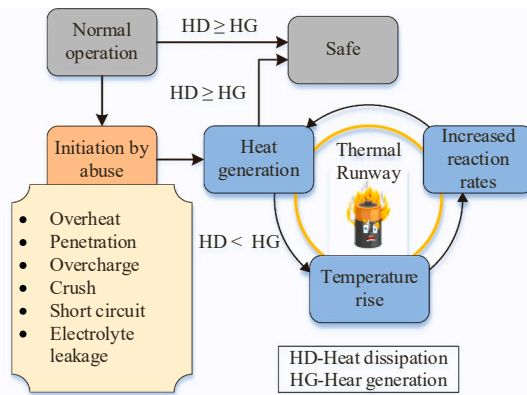 Normal
operation
HD ≥ HG
Safe
HD ≥ HG
Initiation by
abuse
Heat
generation
Thermal
Runway
Increased
reaction
rates
• Overheat
• Penetration
• Overcharge
• Crush
• Short circuit
• Electrolyte
leakage
HD < HG
Temperature
rise
HD-Heat dissipation
HG-Hear generation